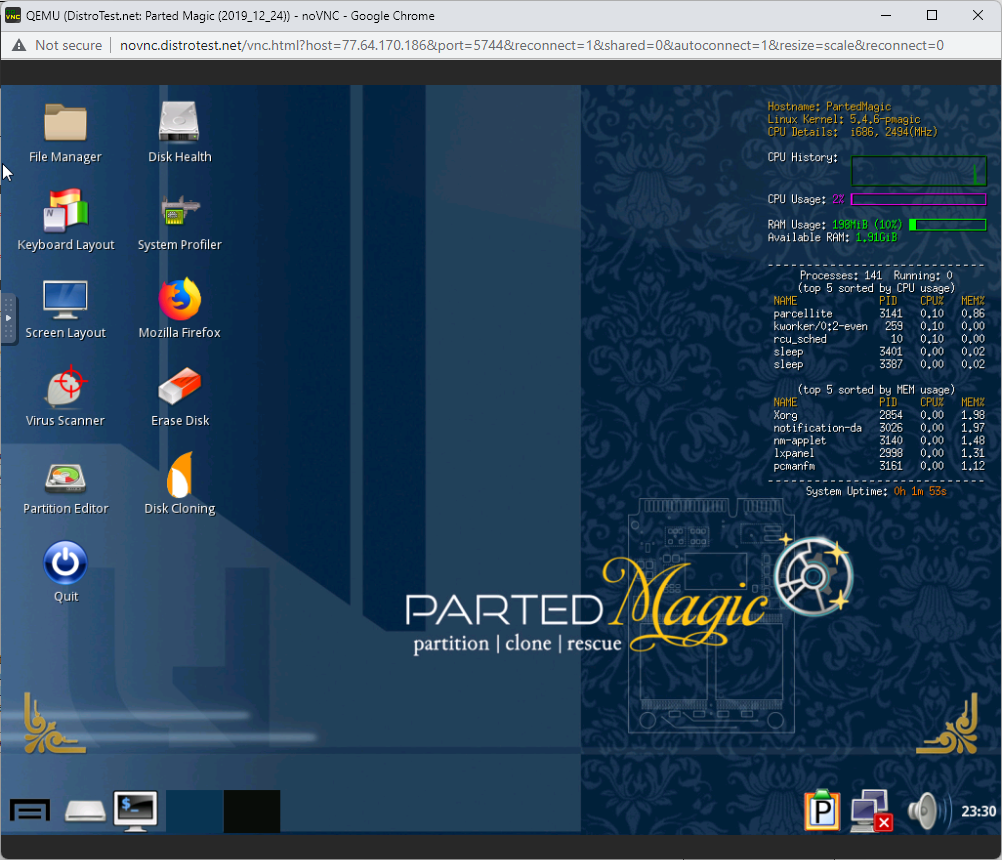 QEMU (DistroTest.net: Parted Magic (2019_12_24)) - noVNC - Google Chrome
Not secure | novnc.distrotest.net/vnc.html?host=77.64.170.186&port=5744&reconnect=1&shared=0&autoconnect=1&resize=scale&reconnect=0
File Manager
Disk Health
Keyboard Layout
System Profiler
Screen Layout
Mozilla Firefox
Virus Scanner
Erase Disk
Partition Editor
Disk Cloning
Quit
Hostname: PartedMagic
Linux Kernel: 5.4.6-pmagic
CPU Details: i686, 2494(MHz)
CPU History:
CPU Usage: 2%
RAM Usage: 198MiB (10%)
Available RAM: 1.91GiB
Processes: 141 Running: 0
(top 5 sorted by CPU usage)
NAME PID CPU% MEM%
parcellite 3141 0.10 0.86
kworker/0:2-even 259 0.10 0.00
rcu_sched 10 0.10 0.00
sleep 3401 0.00 0.02
sleep 3387 0.00 0.02
(top 5 sorted by MEM usage)
NAME PID CPU% MEM%
Xorg 2854 0.00 1.98
notification-da 3026 0.00 1.97
nm-applet 3140 0.00 1.48
lxpanel 2998 0.00 1.31
pcmanfm 3161 0.00 1.12
System Uptime: 0h 1m 53s
PARTED Magic
partition | clone | rescue
23:30